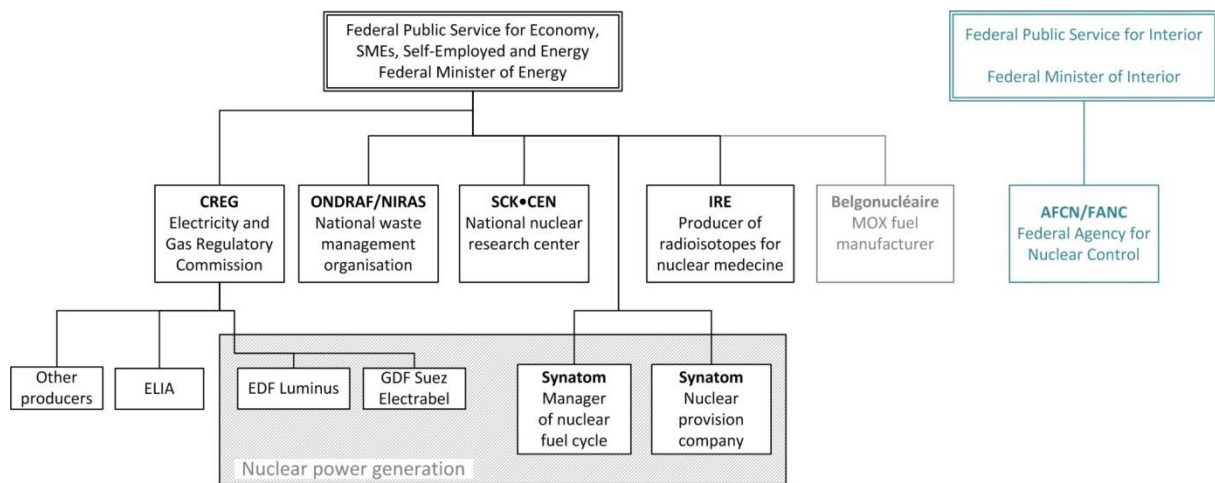 Federal Public Service for Economy,
SMEs, Self-Employed and Energy
Federal Minister of Energy
Federal Public Service for Interior
Federal Minister of Interior
CREG
Electricity and
Gas Regulatory
Commission
ONDRAF/NIRAS
National waste
management
organisation
SCK•CEN
National nuclear
research center
IRE
Producer of
radioisotopes for
nuclear medecine
Belgonucléaire
MOX fuel
manufacturer
AFCN/FANC
Federal Agency for
Nuclear Control
Other
producers
ELIA
EDF Luminus
GDF Suez
Electrabel
Synatom
Manager
of nuclear
fuel cycle
Synatom
Nuclear
provision
company
Nuclear power generation